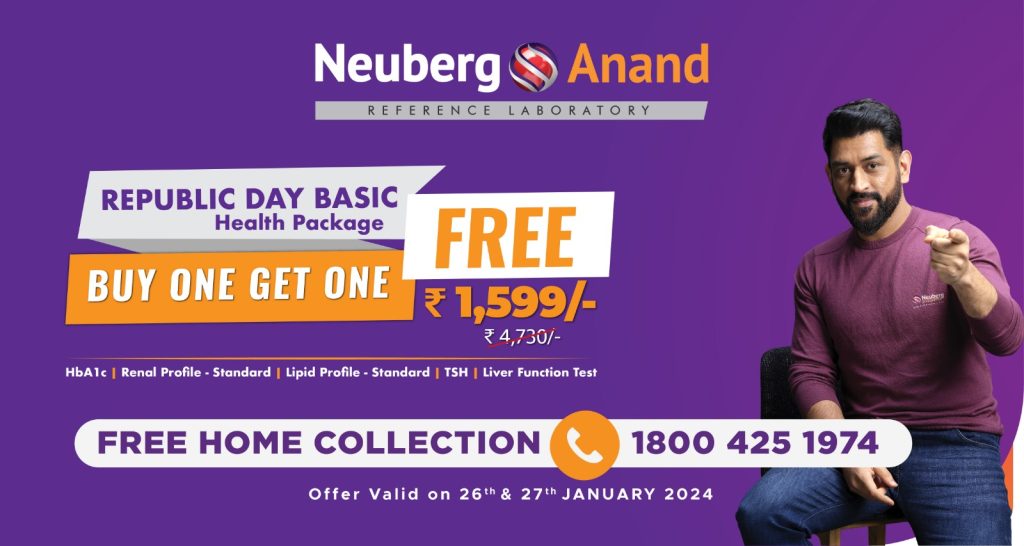 Neuberg Anand
REFERENCE LABORATORY
REPUBLIC DAY BASIC
Health Package
BUY ONE GET ONE
FREE
₹ 1,599/-
₹ 4,730/-
HbA1c | Renal Profile - Standard | Lipid Profile - Standard | TSH | Liver Function Test
FREE HOME COLLECTION 1800 425 1974
Offer Valid on 26th & 27th JANUARY 2024
Neuberg